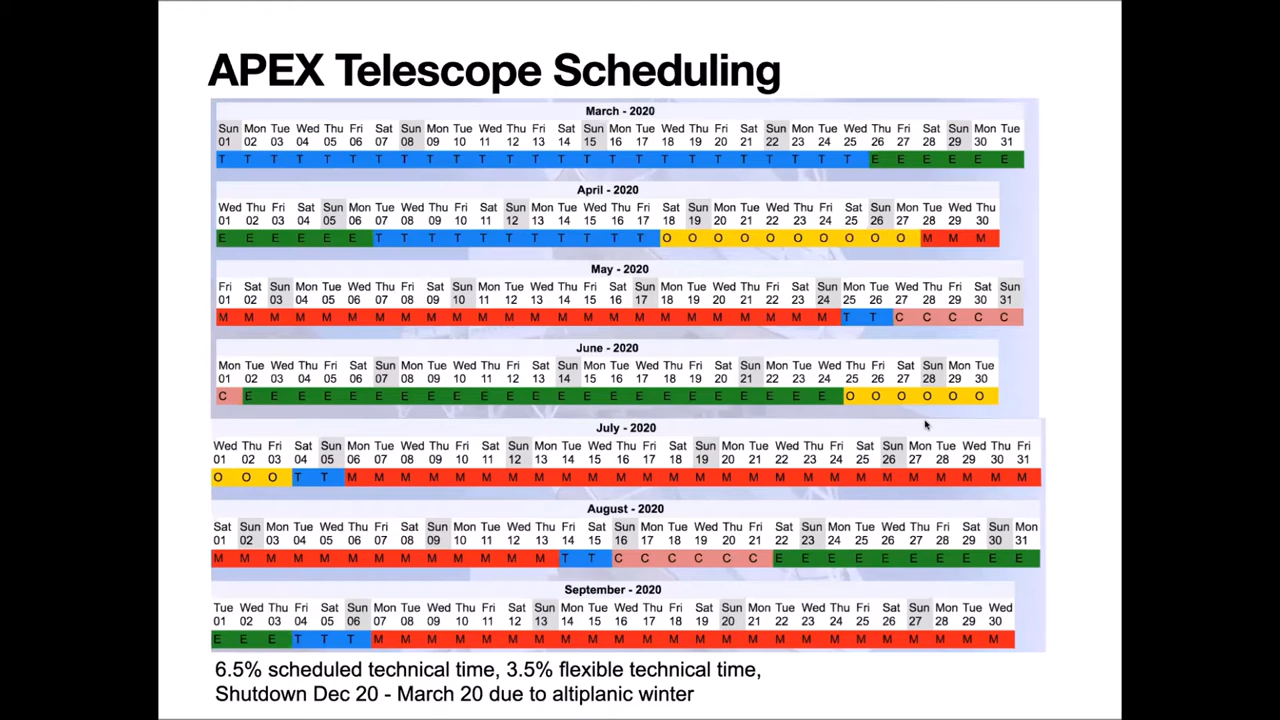 APEX Telescope Scheduling
March - 2020
Sun Mon Tue Wed Thu Fri Sat Sun Mon Tue Wed Thu Fri Sat Sun Mon Tue Wed Thu Fri Sat Sun Mon Tue Wed Thu Fri Sat Sun Mon Tue
01 02 03 04 05 06 07 08 09 10 11 12 13 14 15 16 17 18 19 20 21 22 23 24 25 26 27 28 29 30 31
T T T T T T T T T T T T T T T T T T T T T T T T T E E E E E E
April - 2020
Wed Thu Fri Sat Sun Mon Tue Wed Thu Fri Sat Sun Mon Tue Wed Thu Fri Sat Sun Mon Tue Wed Thu Fri Sat Sun Mon Tue Wed Thu
01 02 03 04 05 06 07 08 09 10 11 12 13 14 15 16 17 18 19 20 21 22 23 24 25 26 27 28 29 30
E E E E E E T T T T T T T T T T T O O O O O O O O O O M M M
May - 2020
Fri Sat Sun Mon Tue Wed Thu Fri Sat Sun Mon Tue Wed Thu Fri Sat Sun Mon Tue Wed Thu Fri Sat Sun Mon Tue Wed Thu Fri Sat Sun
01 02 03 04 05 06 07 08 09 10 11 12 13 14 15 16 17 18 19 20 21 22 23 24 25 26 27 28 29 30 31
M M M M M M M M M M M M M M M M M M M M M M M M T T C C C C C
June - 2020
Mon Tue Wed Thu Fri Sat Sun Mon Tue Wed Thu Fri Sat Sun Mon Tue Wed Thu Fri Sat Sun Mon Tue Wed Thu Fri Sat Sun Mon Tue
01 02 03 04 05 06 07 08 09 10 11 12 13 14 15 16 17 18 19 20 21 22 23 24 25 26 27 28 29 30
C E E E E E E E E E E E E E E E E E E E E E E E O O O O O O
July - 2020
Wed Thu Fri Sat Sun Mon Tue Wed Thu Fri Sat Sun Mon Tue Wed Thu Fri Sat Sun Mon Tue Wed Thu Fri Sat Sun Mon Tue Wed Thu Fri
01 02 03 04 05 06 07 08 09 10 11 12 13 14 15 16 17 18 19 20 21 22 23 24 25 26 27 28 29 30 31
O O O T T M M M M M M M M M M M M M M M M M M M M M M M M M M
August - 2020
Sat Sun Mon Tue Wed Thu Fri Sat Sun Mon Tue Wed Thu Fri Sat Sun Mon Tue Wed Thu Fri Sat Sun Mon Tue Wed Thu Fri Sat Sun Mon
01 02 03 04 05 06 07 08 09 10 11 12 13 14 15 16 17 18 19 20 21 22 23 24 25 26 27 28 29 30 31
M M M M M M M M M M M M M T T C C C C C C E E E E E E E E E E
September - 2020
Tue Wed Thu Fri Sat Sun Mon Tue Wed Thu Fri Sat Sun Mon Tue Wed Thu Fri Sat Sun Mon Tue Wed Thu Fri Sat Sun Mon Tue Wed
01 02 03 04 05 06 07 08 09 10 11 12 13 14 15 16 17 18 19 20 21 22 23 24 25 26 27 28 29 30
E E E T T T M M M M M M M M M M M M M M M M M M M M M M M M
6.5% scheduled technical time, 3.5% flexible technical time,
Shutdown Dec 20 - March 20 due to altiplanic winter